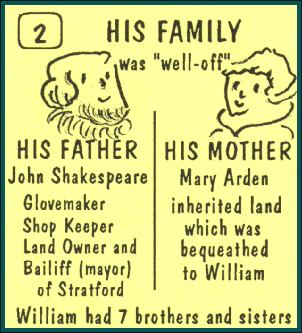 2
HIS FAMILY
was "well-off"
HIS FATHER
John Shakespeare
Glovemaker
Shop Keeper
Land Owner and
Bailiff (mayor)
of Stratford
HIS MOTHER
Mary Arden
inherited land
which was
bequeathed
to William
William had 7 brothers and sisters